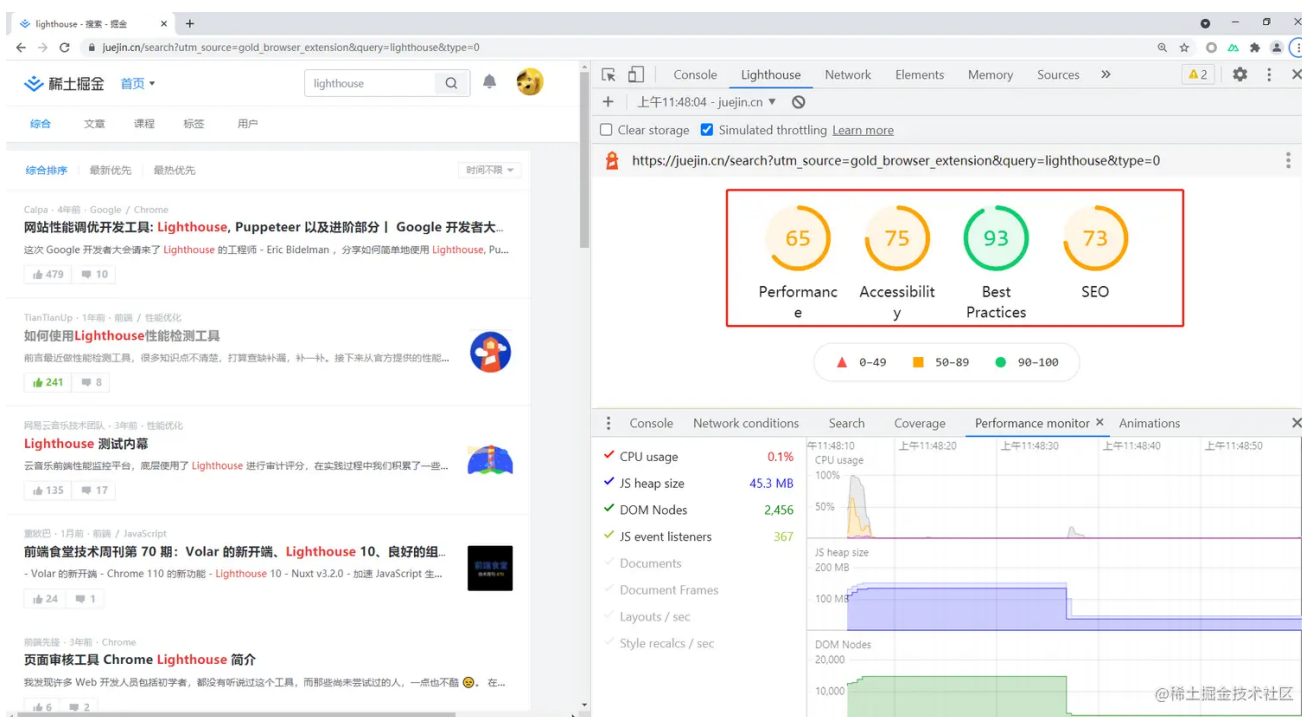 lighthouse - 搜索 - 掘金
juejin.cn/search?utm_source=gold_browser_extension&query=lighthouse&type=0
稀土掘金 首页
lighthouse
综合 文章 课程 标签 用户
综合排序 最新优先 最热优先 时间不限
Calpa · 4年前 · Google / Chrome
网站性能调优开发工具: Lighthouse, Puppeteer 以及进阶部分丨 Google 开发者大...
这次 Google 开发者大会请来了 Lighthouse 的工程师 - Eric Bidelman ，分享如何简单地使用 Lighthouse, Pu...
479 10
TianTianUp · 1年前 · 前端 / 性能优化
如何使用Lighthouse性能检测工具
前言最近做性能检测工具，很多知识点不清楚，打算查缺补漏，补一补。接下来从官方提供的性能...
241 8
网易云音乐技术团队 · 3年前 · 性能优化
Lighthouse 测试内幕
云音乐前端性能监控平台，底层使用了 Lighthouse 进行审计评分，在实践过程中我们积累了一些...
135 17
童欧巴 · 1月前 · 前端 / JavaScript
前端食堂技术周刊第 70 期：Volar 的新开端、Lighthouse 10、良好的组...
- Volar 的新开端 - Chrome 110 的新功能 - Lighthouse 10 - Nuxt v3.2.0 - 加速 JavaScript 生...
前端食堂
24 1
前端先锋 · 3年前 · Chrome
页面审核工具 Chrome Lighthouse 简介
我发现许多 Web 开发人员包括初学者，都没有听说过这个工具，而那些尚未尝试过的人，一点也不酷 😒。 在...
6 2
Console Lighthouse Network Elements Memory Sources » 2
上午11:48:04 - juejin.cn
Clear storage Simulated throttling Learn more
https://juejin.cn/search?utm_source=gold_browser_extension&query=lighthouse&type=0
65 75 93 73
Performanc Accessibilit Best SEO
e y Practices
0–49 50–89 90–100
Console Network conditions Search Coverage Performance monitor Animations
午11:48:10 上午11:48:20 上午11:48:30 上午11:48:40 上午11:48:50
CPU usage 0.1%
JS heap size 45.3 MB
DOM Nodes 2,456
JS event listeners 367
Documents
Document Frames
Layouts / sec
Style recalcs / sec
CPU usage
100%
50%
JS heap size
200 MB
100 MB
DOM Nodes
20,000
10,000
@稀土掘金技术社区